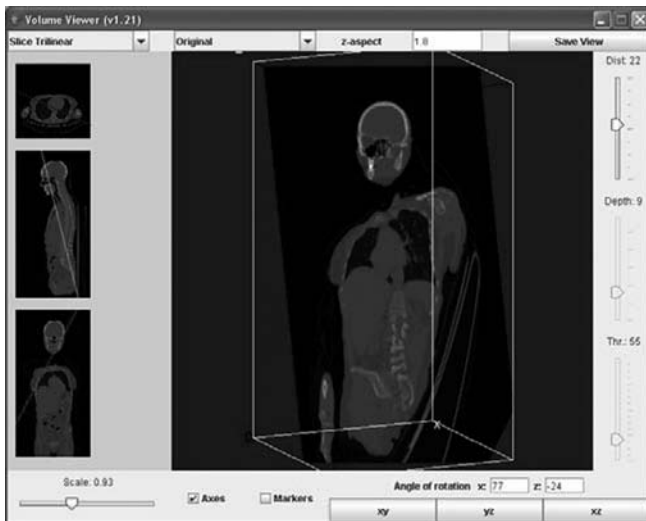 Volume Viewer (v1.21)
Slice Trilinear Original z-aspect 1.0 Save View
Dist: 22
Depth: 9
Thr.: 55
X
Scale: 0.93
Axes Markers Angle of rotation x: 77 z: -24
xy yz xz